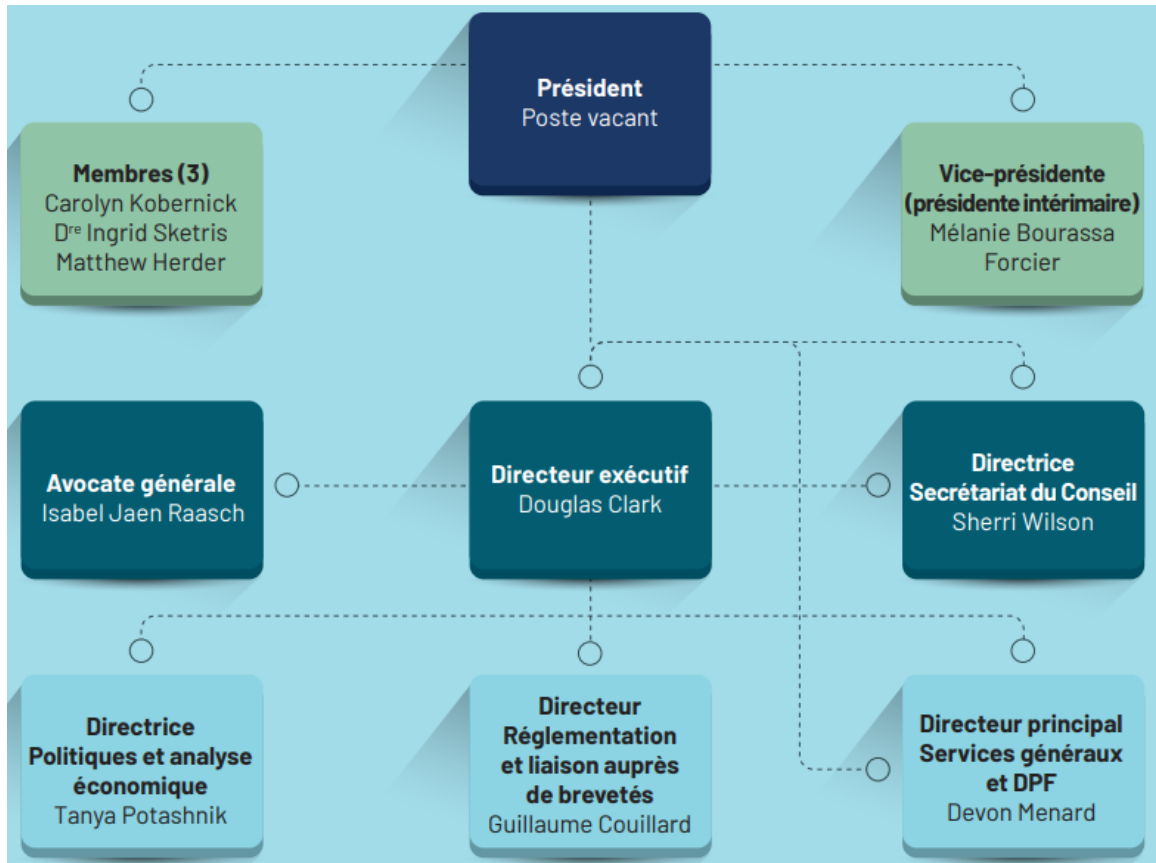 Président
Poste vacant
Membres (3)
Carolyn Kobernick
Dre Ingrid Sketris
Matthew Herder
Vice-présidente
(présidente intérimaire)
Mélanie Bourassa
Forcier
Avocate générale
Isabel Jaen Raasch
Directeur exécutif
Douglas Clark
Directrice
Secrétariat du Conseil
Sherri Wilson
Directrice
Politiques et analyse
économique
Tanya Potashnik
Directeur
Réglementation
et liaison auprès
de brevetés
Guillaume Couillard
Directeur principal
Services généraux
et DPF
Devon Menard